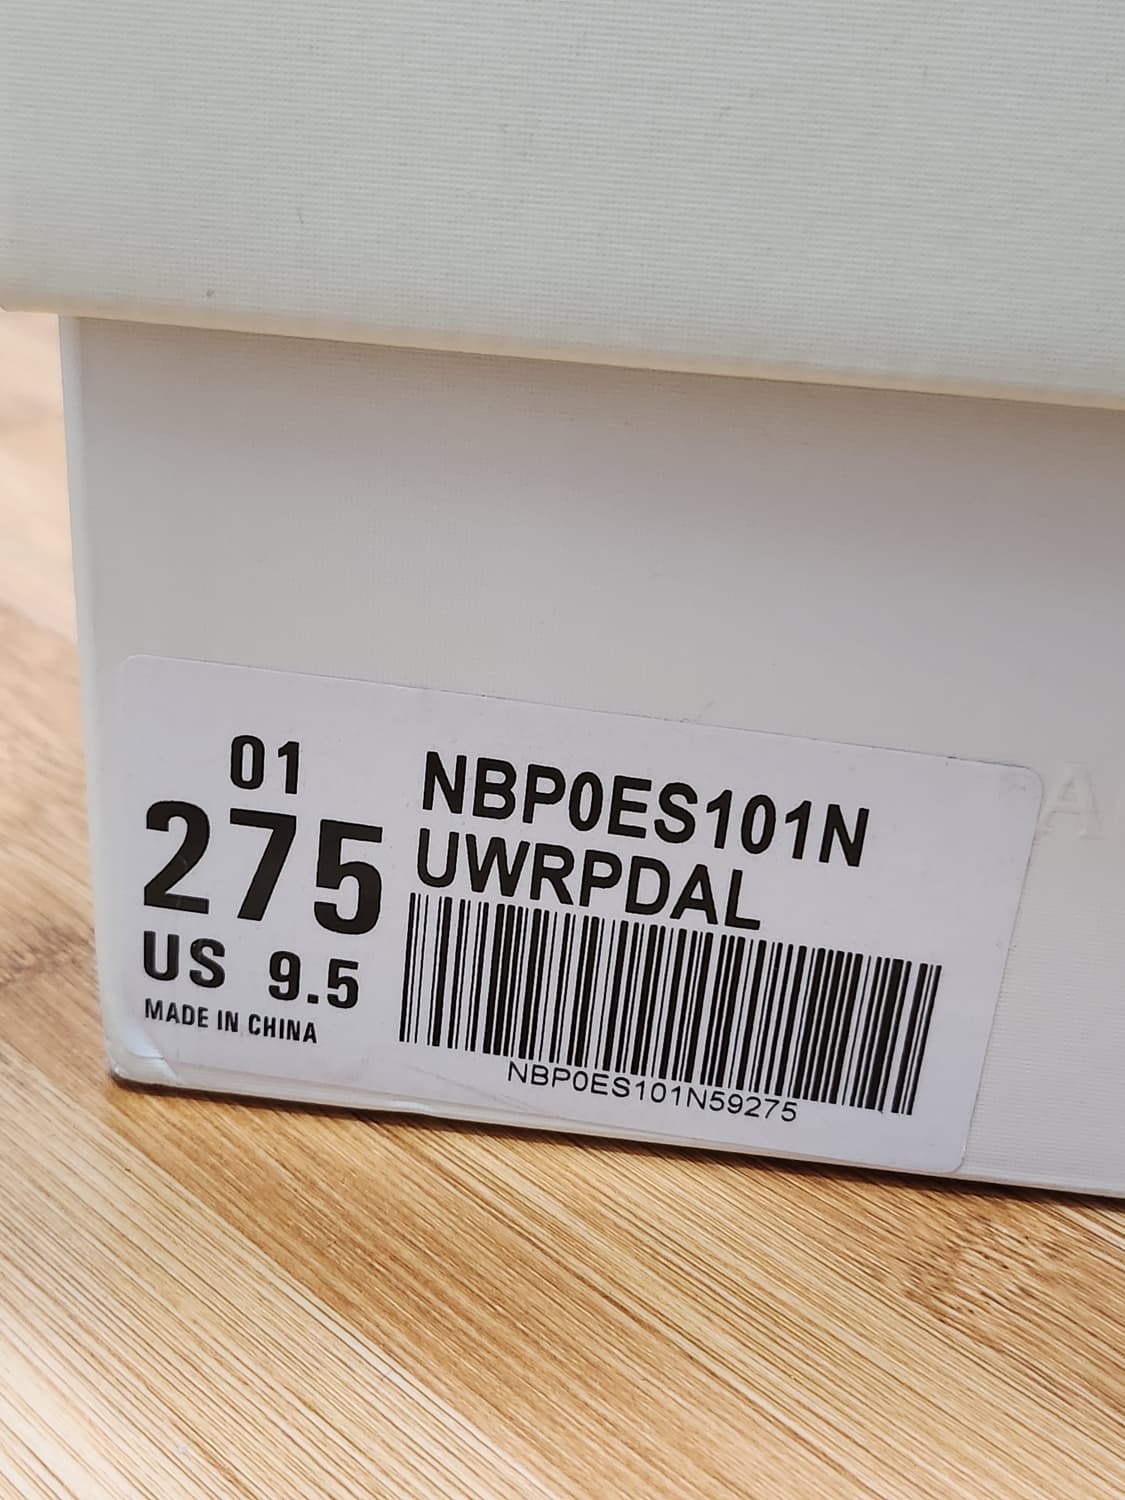 01
275
US 9.5
MADE IN CHINA
NBP0ES101N
UWRPDAL
NBP0ES101N59275
A